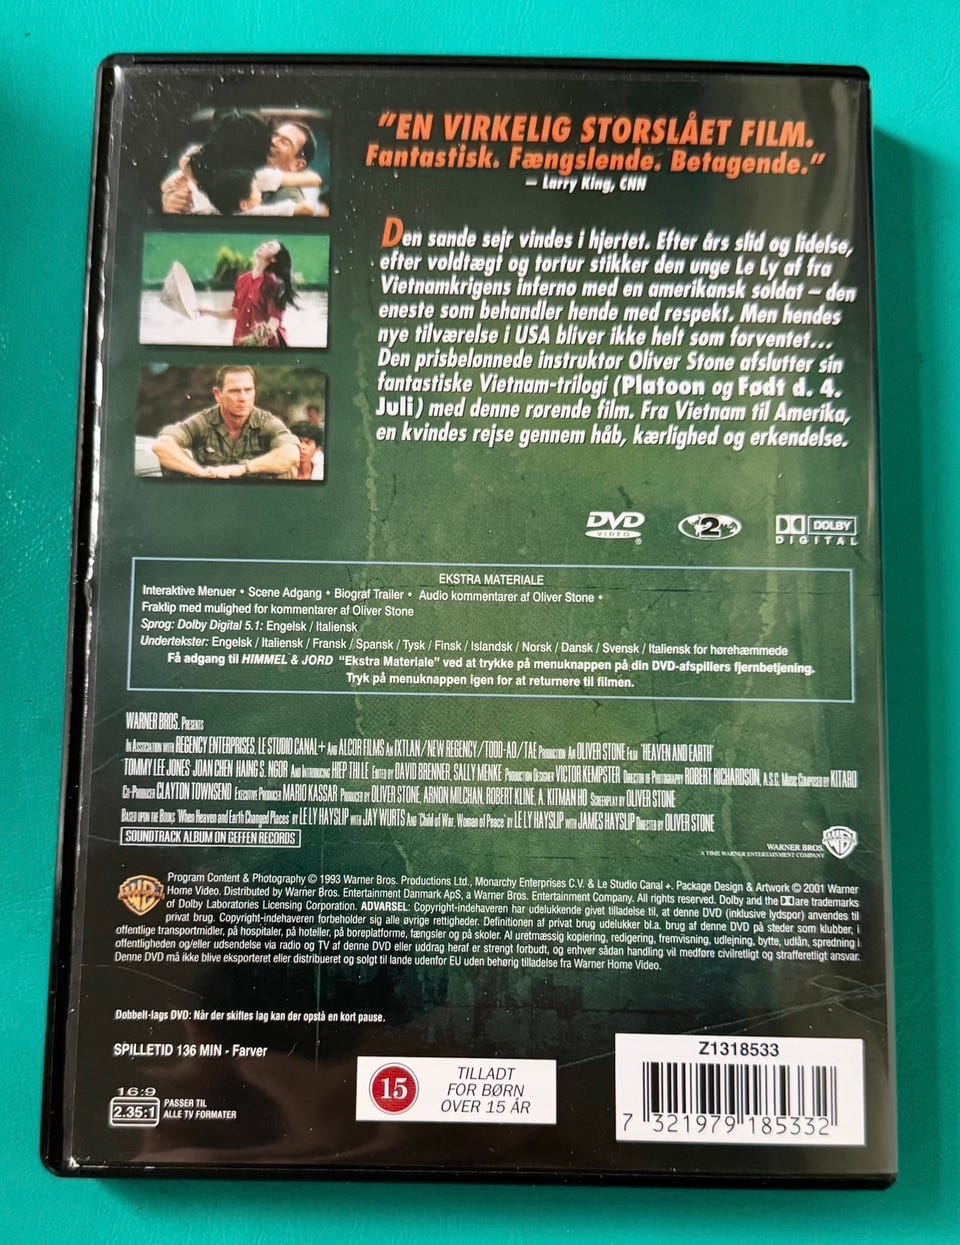 "EN VIRKELIG STORSLÅET FILM.
Fantastisk. Fængslende. Betagende."
– Larry King, CNN
Den sande sejr vindes i hjertet. Efter års slid og lidelse,
efter voldtægt og tortur stikker den unge Le Ly af fra
Vietnamkrigens inferno med en amerikansk soldat – den
eneste som behandler hende med respekt. Men hendes
nye tilværelse i USA bliver ikke helt som forventet...
Den prisbelønnede instruktør Oliver Stone afslutter sin
fantastiske Vietnam-trilogi (Platoon og Født d. 4.
Juli) med denne rørende film. Fra Vietnam til Amerika,
en kvindes rejse gennem håb, kærlighed og erkendelse.
DVD VIDEO
2
DOLBY DIGITAL
EKSTRA MATERIALE
Interaktive Menuer • Scene Adgang • Biograf Trailer • Audio kommentarer af Oliver Stone •
Fraklip med mulighed for kommentarer af Oliver Stone
Sprog: Dolby Digital 5.1: Engelsk / Italiensk
Undertekster: Engelsk / Italiensk / Fransk / Spansk / Tysk / Finsk / Islandsk / Norsk / Dansk / Svensk / Italiensk for hørehæmmede
Få adgang til HIMMEL & JORD "Ekstra Materiale" ved at trykke på menuknappen på din DVD-afspillers fjernbetjening.
Tryk på menuknappen igen for at returnere til filmen.
WARNER BROS. PRESENTS
IN ASSOCIATION WITH REGENCY ENTERPRISES, LE STUDIO CANAL+ AND ALCOR FILMS AN IXTLAN/NEW REGENCY/TODD-AO/TAE PRODUCTION AN OLIVER STONE FILM 'HEAVEN AND EARTH'
TOMMY LEE JONES JOAN CHEN HAING S. NGOR AND INTRODUCING HIEP THI LE EDITED BY DAVID BRENNER, SALLY MENKE PRODUCTION DESIGNER VICTOR KEMPSTER DIRECTOR OF PHOTOGRAPHY ROBERT RICHARDSON, A.S.C. MUSIC COMPOSED BY KITARO
CO-PRODUCER CLAYTON TOWNSEND EXECUTIVE PRODUCER MARIO KASSAR PRODUCED BY OLIVER STONE, ARNON MILCHAN, ROBERT KLINE, A. KITMAN HO SCREENPLAY BY OLIVER STONE
BASED UPON THE BOOKS 'When Heaven and Earth Changed Places' BY LE LY HAYSLIP WITH JAY WURTS AND 'Child of War, Woman of Peace' BY LE LY HAYSLIP WITH JAMES HAYSLIP DIRECTED BY OLIVER STONE
SOUNDTRACK ALBUM ON GEFFEN RECORDS
WARNER BROS.
A TIME WARNER ENTERTAINMENT COMPANY
Program Content & Photography © 1993 Warner Bros. Productions Ltd., Monarchy Enterprises C.V. & Le Studio Canal +. Package Design & Artwork © 2001 Warner
Home Video. Distributed by Warner Bros. Entertainment Danmark ApS, a Warner Bros. Entertainment Company. All rights reserved. Dolby and the DD are trademarks
of Dolby Laboratories Licensing Corporation. ADVARSEL: Copyright-indehaveren har udelukkende givet tilladelse til, at denne DVD (inklusive lydspor) anvendes til
privat brug. Copyright-indehaveren forbeholder sig alle øvrige rettigheder. Definitionen af privat brug udelukker bl.a. brug af denne DVD på steder som klubber, i
offentlige transportmidler, på hospitaler, på hoteller, på boreplatforme, fængsler og på skoler. Al uretmæssig kopiering, redigering, fremvisning, udlejning, bytte, udlån, spredning i
offentligheden og/eller udsendelse via radio og TV af denne DVD eller uddrag heraf er strengt forbudt, og enhver sådan handling vil medføre civilretligt og strafferetligt ansvar.
Denne DVD må ikke blive eksporteret eller distribueret og solgt til lande udenfor EU uden behørig tilladelse fra Warner Home Video.
Dobbelt-lags DVD: Når der skiftes lag kan der opstå en kort pause.
SPILLETID 136 MIN - Farver
16:9
2.35:1
PASSER TIL
ALLE TV FORMATER
15
TILLADT
FOR BØRN
OVER 15 ÅR
Z1318533
7 321979 185332